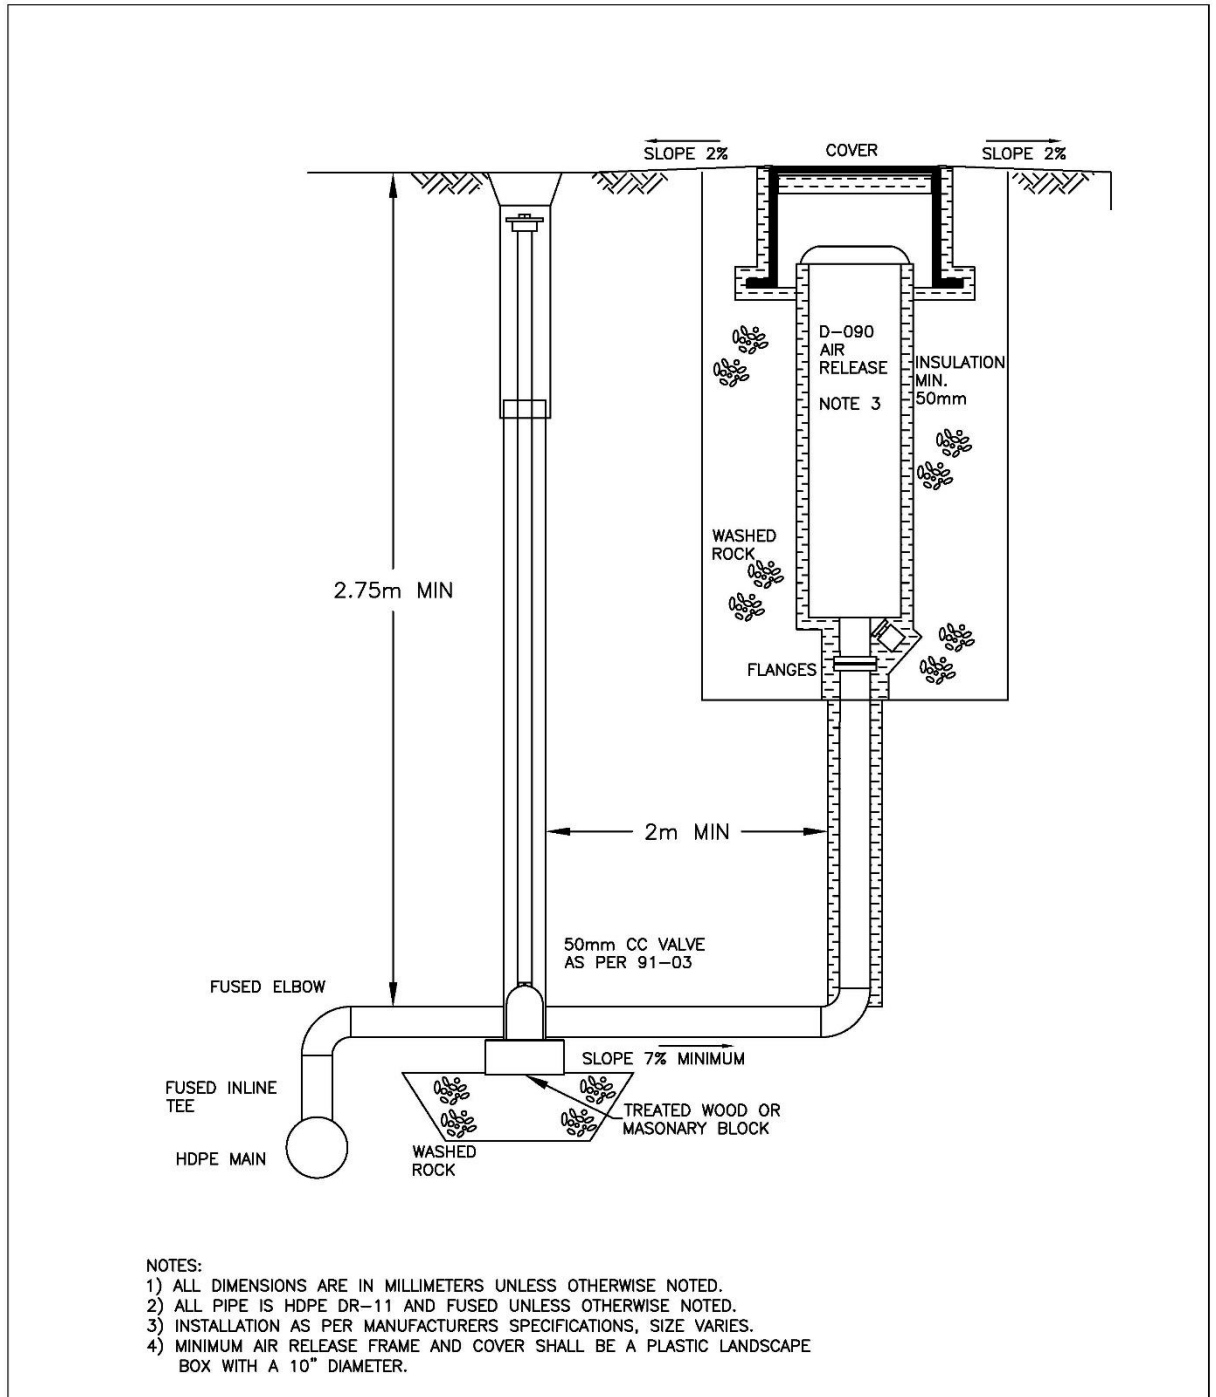 SLOPE 2%
COVER
SLOPE 2%
D-090
AIR
RELEASE
NOTE 3
INSULATION
MIN.
50mm
WASHED
ROCK
2.75m MIN
FLANGES
2m MIN
50mm CC VALVE
AS PER 91-03
FUSED ELBOW
SLOPE 7% MINIMUM
FUSED INLINE
TEE
TREATED WOOD OR
MASONARY BLOCK
HDPE MAIN
WASHED
ROCK
NOTES:
1) ALL DIMENSIONS ARE IN MILLIMETERS UNLESS OTHERWISE NOTED.
2) ALL PIPE IS HDPE DR-11 AND FUSED UNLESS OTHERWISE NOTED.
3) INSTALLATION AS PER MANUFACTURERS SPECIFICATIONS, SIZE VARIES.
4) MINIMUM AIR RELEASE FRAME AND COVER SHALL BE A PLASTIC LANDSCAPE
BOX WITH A 10" DIAMETER.